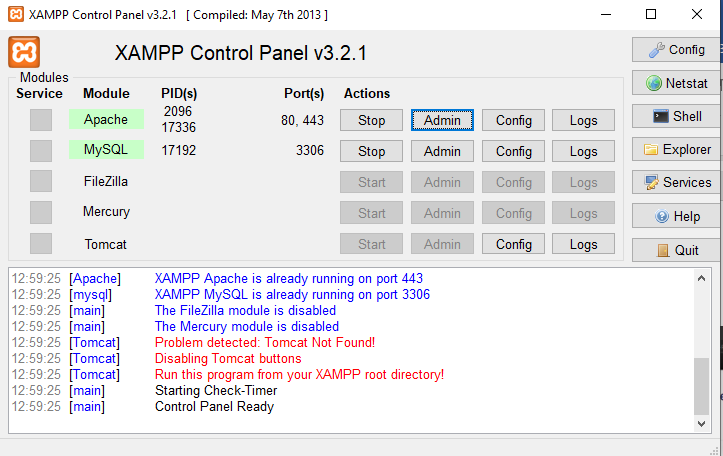 XAMPP Control Panel v3.2.1   [ Compiled: May 7th 2013 ]
XAMPP Control Panel v3.2.1
Config
Modules
Service Module PID(s) Port(s) Actions
Netstat
Apache 2096 17336 80, 443 Stop Admin Config Logs
Shell
MySQL 17192 3306 Stop Admin Config Logs
Explorer
FileZilla Start Admin Config Logs
Services
Mercury Start Admin Config Logs
Help
Tomcat Start Admin Config Logs
Quit
12:59:25 [Apache] XAMPP Apache is already running on port 443
12:59:25 [mysql] XAMPP MySQL is already running on port 3306
12:59:25 [main] The FileZilla module is disabled
12:59:25 [main] The Mercury module is disabled
12:59:25 [Tomcat] Problem detected: Tomcat Not Found!
12:59:25 [Tomcat] Disabling Tomcat buttons
12:59:25 [Tomcat] Run this program from your XAMPP root directory!
12:59:25 [main] Starting Check-Timer
12:59:25 [main] Control Panel Ready